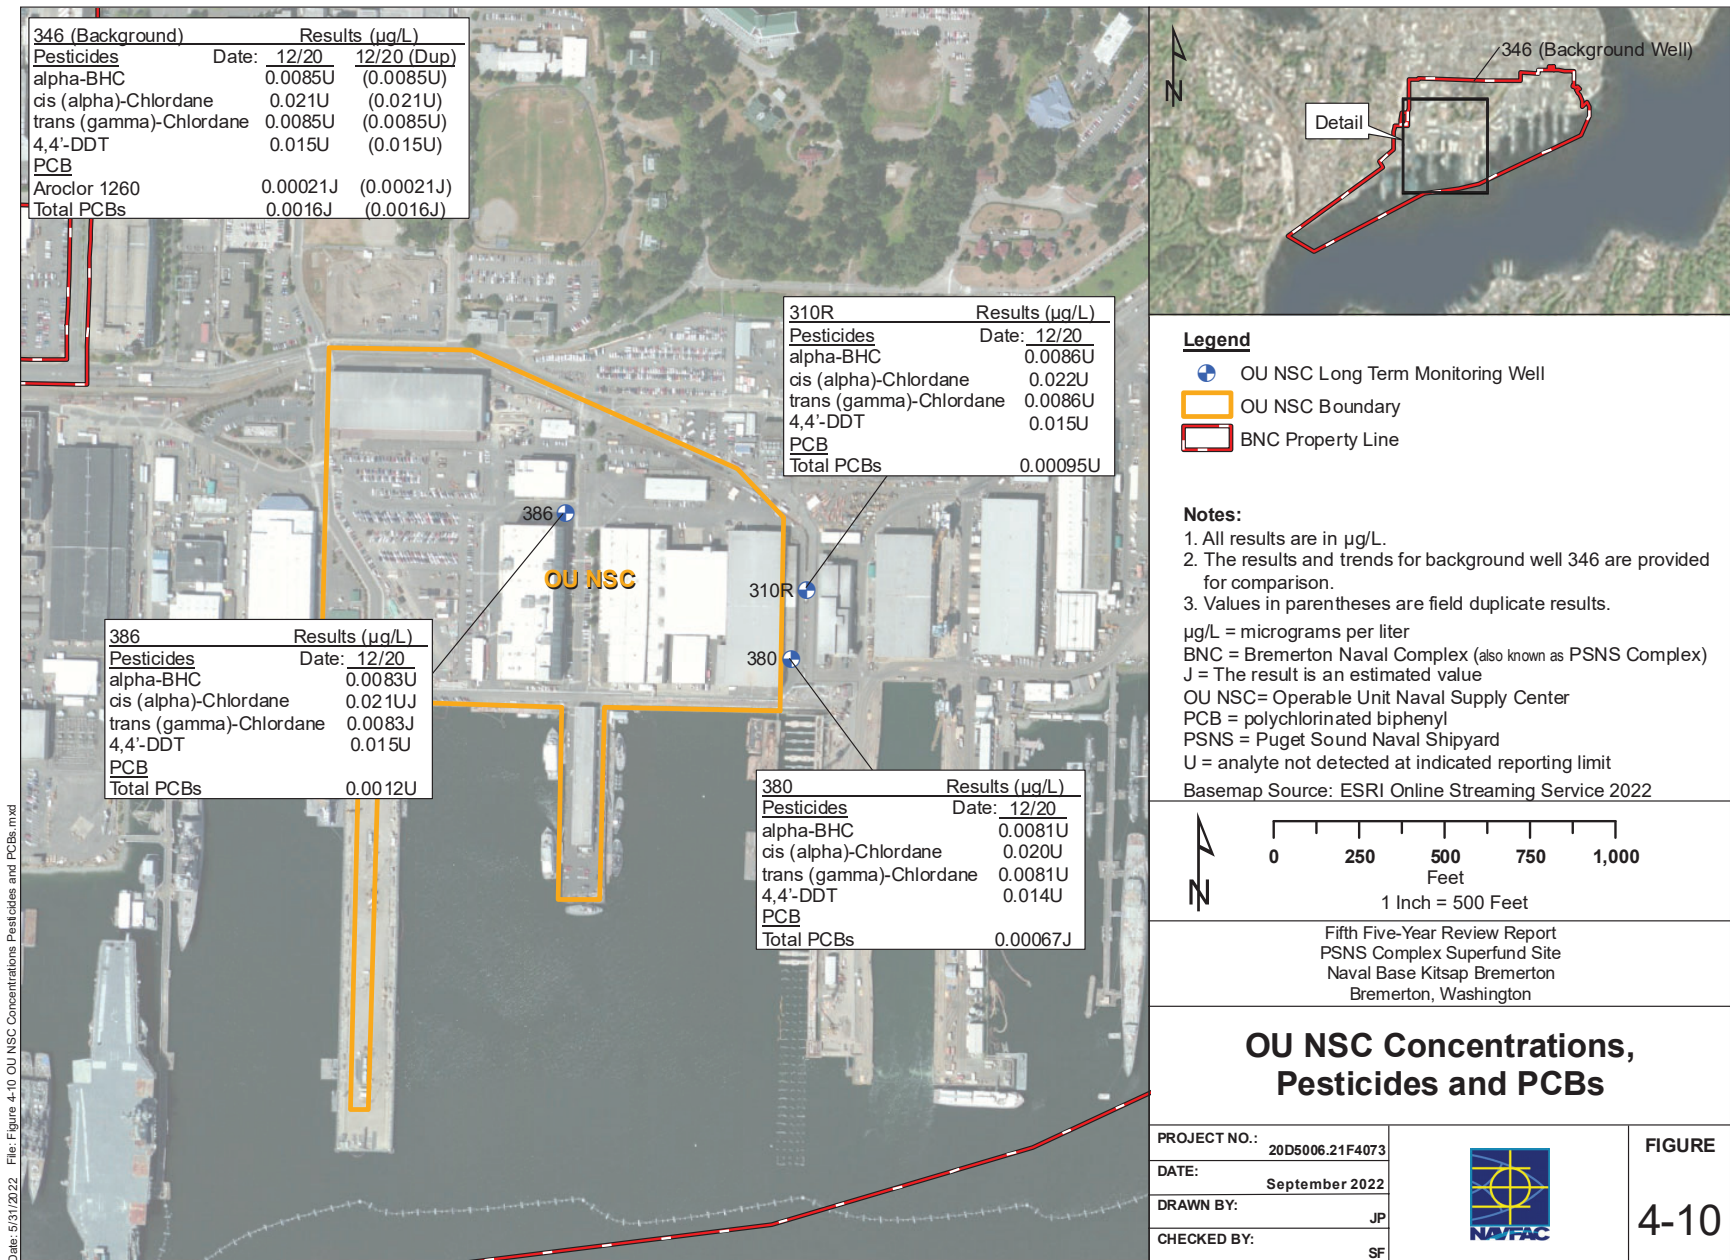 346 (Background) Results (µg/L)
Pesticides Date: 12/20 12/20 (Dup)
alpha-BHC 0.0085U (0.0085U)
cis (alpha)-Chlordane 0.021U (0.021U)
trans (gamma)-Chlordane 0.0085U (0.0085U)
4,4'-DDT 0.015U (0.015U)
PCB
Aroclor 1260 0.00021J (0.00021J)
Total PCBs 0.0016J (0.0016J)
310R Results (µg/L)
Pesticides Date: 12/20
alpha-BHC 0.0086U
cis (alpha)-Chlordane 0.022U
trans (gamma)-Chlordane 0.0086U
4,4'-DDT 0.015U
PCB
Total PCBs 0.00095U
386
OU NSC
310R
380
386 Results (µg/L)
Pesticides Date: 12/20
alpha-BHC 0.0083U
cis (alpha)-Chlordane 0.021UJ
trans (gamma)-Chlordane 0.0083J
4,4'-DDT 0.015U
PCB
Total PCBs 0.0012U
380 Results (µg/L)
Pesticides Date: 12/20
alpha-BHC 0.0081U
cis (alpha)-Chlordane 0.020U
trans (gamma)-Chlordane 0.0081U
4,4'-DDT 0.014U
PCB
Total PCBs 0.00067J
Date: 5/31/2022 File: Figure 4-10 OU NSC Concentrations Pesticides and PCBs.mxd
N
346 (Background Well)
Detail
Legend
OU NSC Long Term Monitoring Well
OU NSC Boundary
BNC Property Line
Notes:
1. All results are in µg/L.
2. The results and trends for background well 346 are provided
for comparison.
3. Values in parentheses are field duplicate results.
µg/L = micrograms per liter
BNC = Bremerton Naval Complex (also known as PSNS Complex)
J = The result is an estimated value
OU NSC= Operable Unit Naval Supply Center
PCB = polychlorinated biphenyl
PSNS = Puget Sound Naval Shipyard
U = analyte not detected at indicated reporting limit
Basemap Source: ESRI Online Streaming Service 2022
N
0 250 500 750 1,000
Feet
1 Inch = 500 Feet
Fifth Five-Year Review Report
PSNS Complex Superfund Site
Naval Base Kitsap Bremerton
Bremerton, Washington
OU NSC Concentrations,
Pesticides and PCBs
PROJECT NO.: 20D5006.21F4073
DATE: September 2022
DRAWN BY: JP
CHECKED BY: SF
NAVFAC
FIGURE
4-10